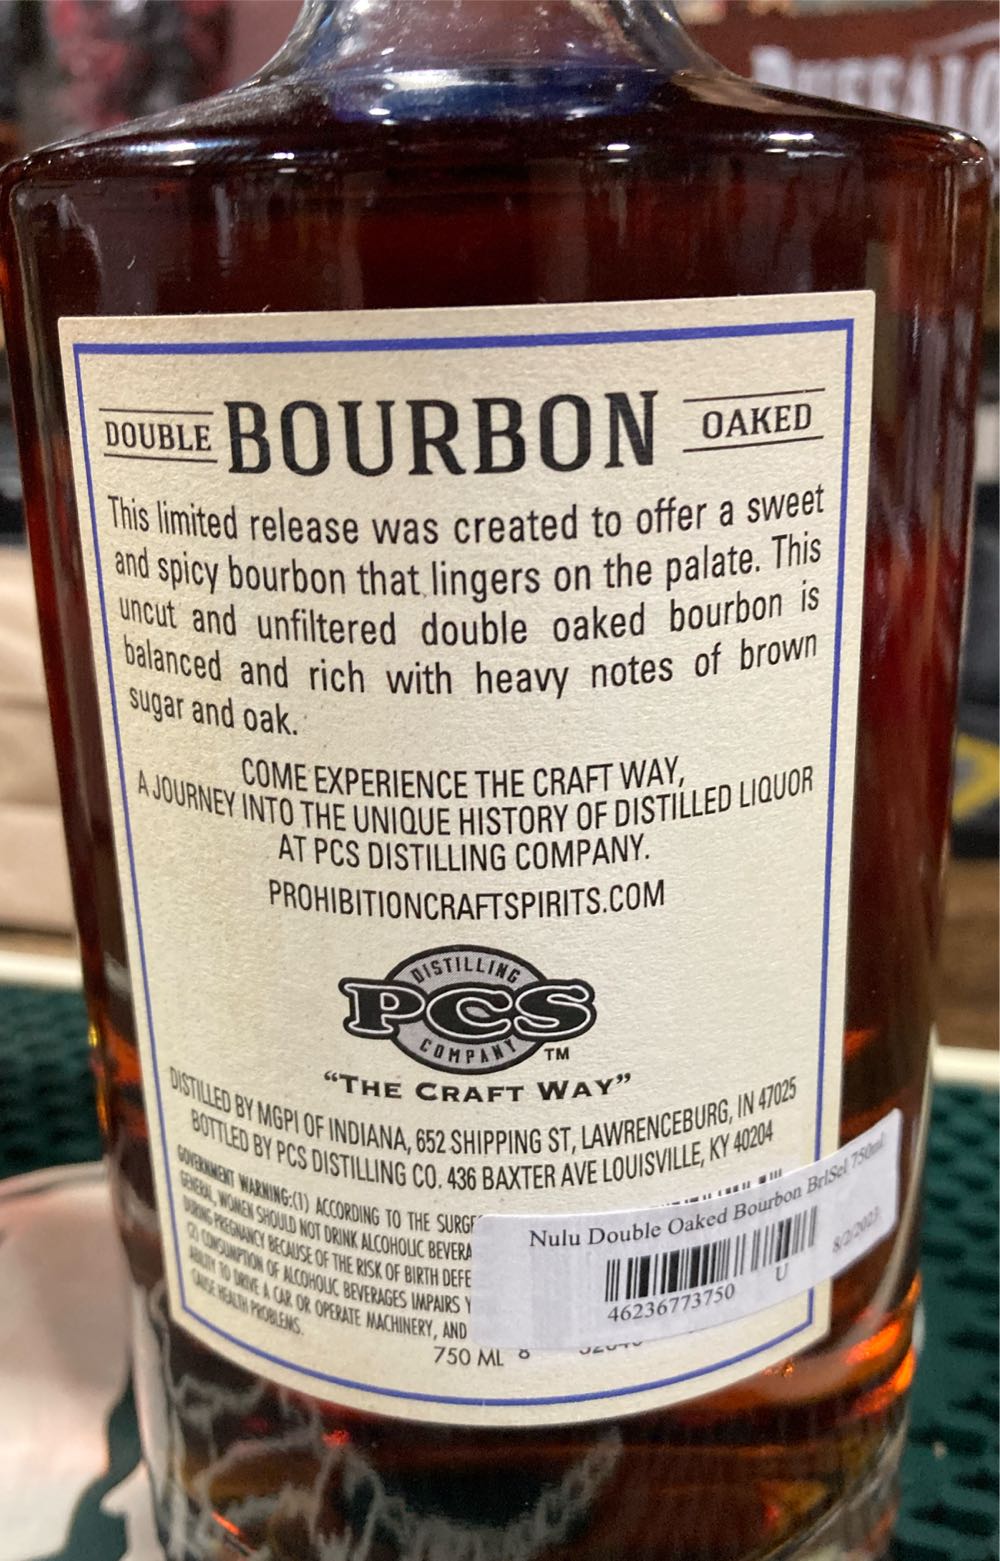 BUFFALO
DOUBLE BOURBON OAKED
This limited release was created to offer a sweet
and spicy bourbon that lingers on the palate. This
uncut and unfiltered double oaked bourbon is
balanced and rich with heavy notes of brown
sugar and oak.
COME EXPERIENCE THE CRAFT WAY,
A JOURNEY INTO THE UNIQUE HISTORY OF DISTILLED LIQUOR
AT PCS DISTILLING COMPANY.
PROHIBITIONCRAFTSPIRITS.COM
DISTILLING
PCS
COMPANY TM
"THE CRAFT WAY"
DISTILLED BY MGPI OF INDIANA, 652 SHIPPING ST, LAWRENCEBURG, IN 47025
BOTTLED BY PCS DISTILLING CO. 436 BAXTER AVE LOUISVILLE, KY 40204
GOVERNMENT WARNING:(1) ACCORDING TO THE SURGE
GENERAL, WOMEN SHOULD NOT DRINK ALCOHOLIC BEVERA
DURING PREGNANCY BECAUSE OF THE RISK OF BIRTH DEFE
(2) CONSUMPTION OF ALCOHOLIC BEVERAGES IMPAIRS Y
ABILITY TO DRIVE A CAR OR OPERATE MACHINERY, AND
CAUSE HEALTH PROBLEMS.
750 ML 8
Nulu Double Oaked Bourbon BrlSel 750ml
8/2/2023
U
46236773750